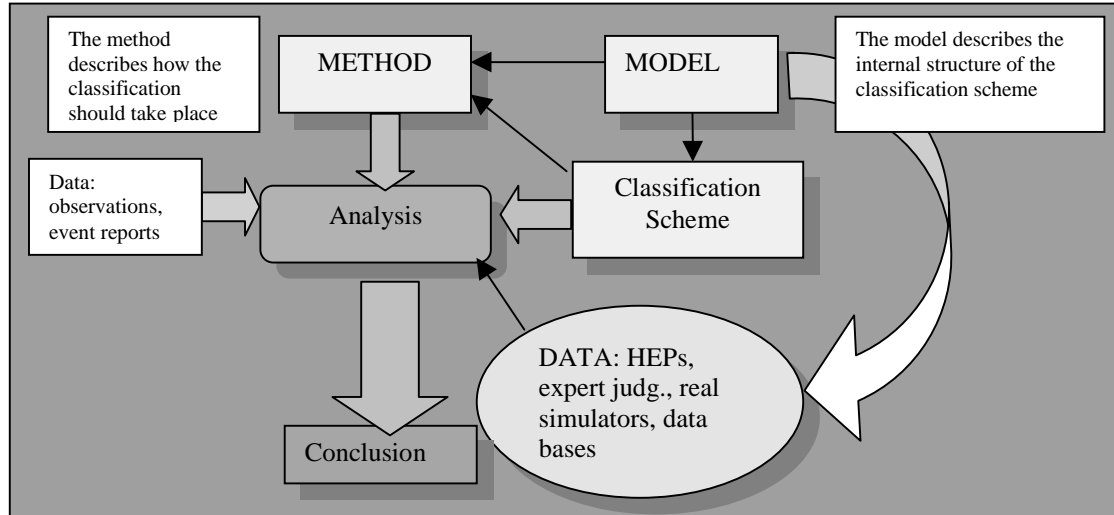 The method
describes how the
classification
should take place
METHOD
MODEL
The model describes the
internal structure of the
classification scheme
Data:
observations,
event reports
Analysis
Classification
Scheme
DATA: HEPs,
expert judg., real
simulators, data
bases
Conclusion